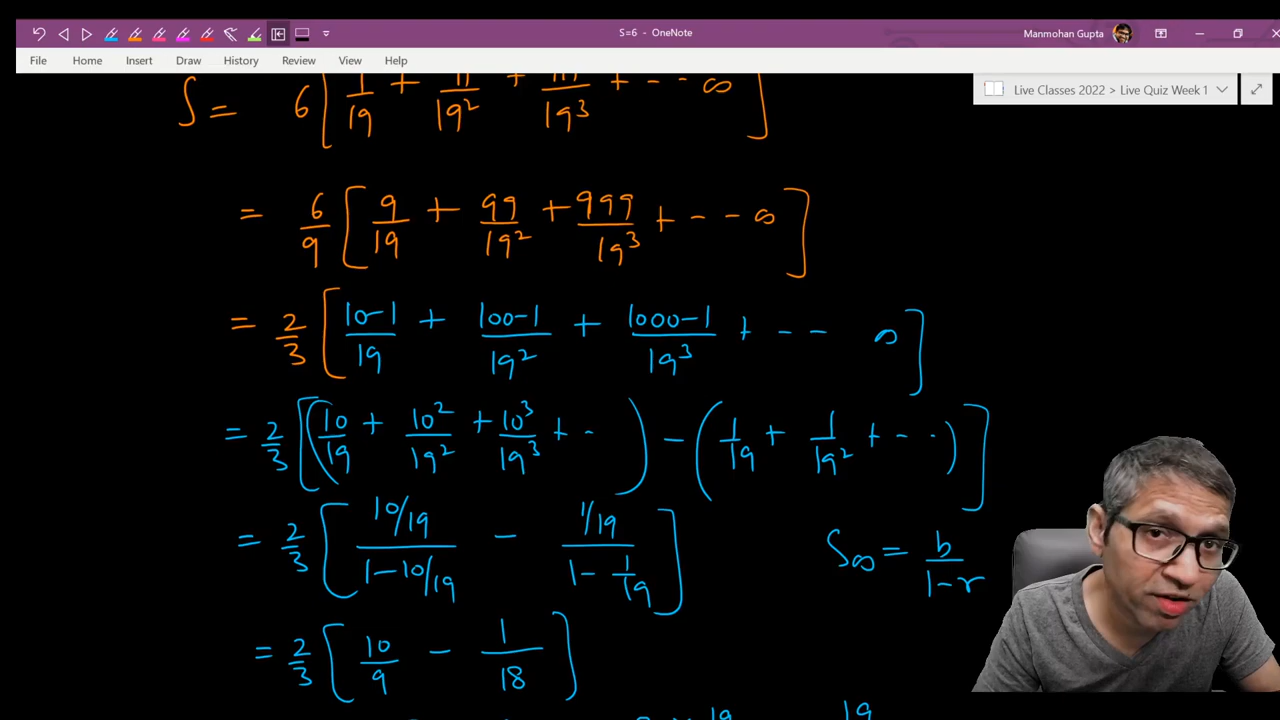 S=6 - OneNote
Manmohan Gupta
File Home Insert Draw History Review View Help
Live Classes 2022 > Live Quiz Week 1
S = 6 [ 1/19 + 11/19² + 111/19³ + - - ∞ ]
= 6/9 [ 9/19 + 99/19² + 999/19³ + - - ∞ ]
= 2/3 [ 10-1/19 + 100-1/19² + 1000-1/19³ + - - ∞ ]
= 2/3 [ ( 10/19 + 10²/19² + 10³/19³ + - · ) - ( 1/19 + 1/19² + - - · ) ]
= 2/3 [ 10/19 / 1-10/19 - 1/19 / 1 - 1/19 ]
S∞ = b/1-r
= 2/3 [ 10/9 - 1/18 ]
19
19